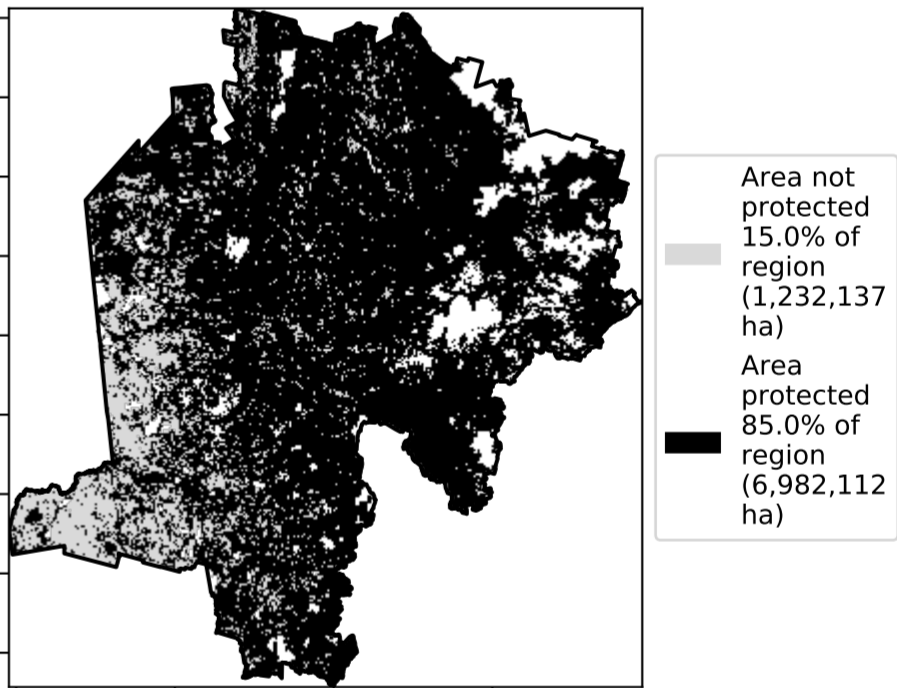 Area not
protected
15.0% of
region
(1,232,137
ha)
Area
protected
85.0% of
region
(6,982,112
ha)